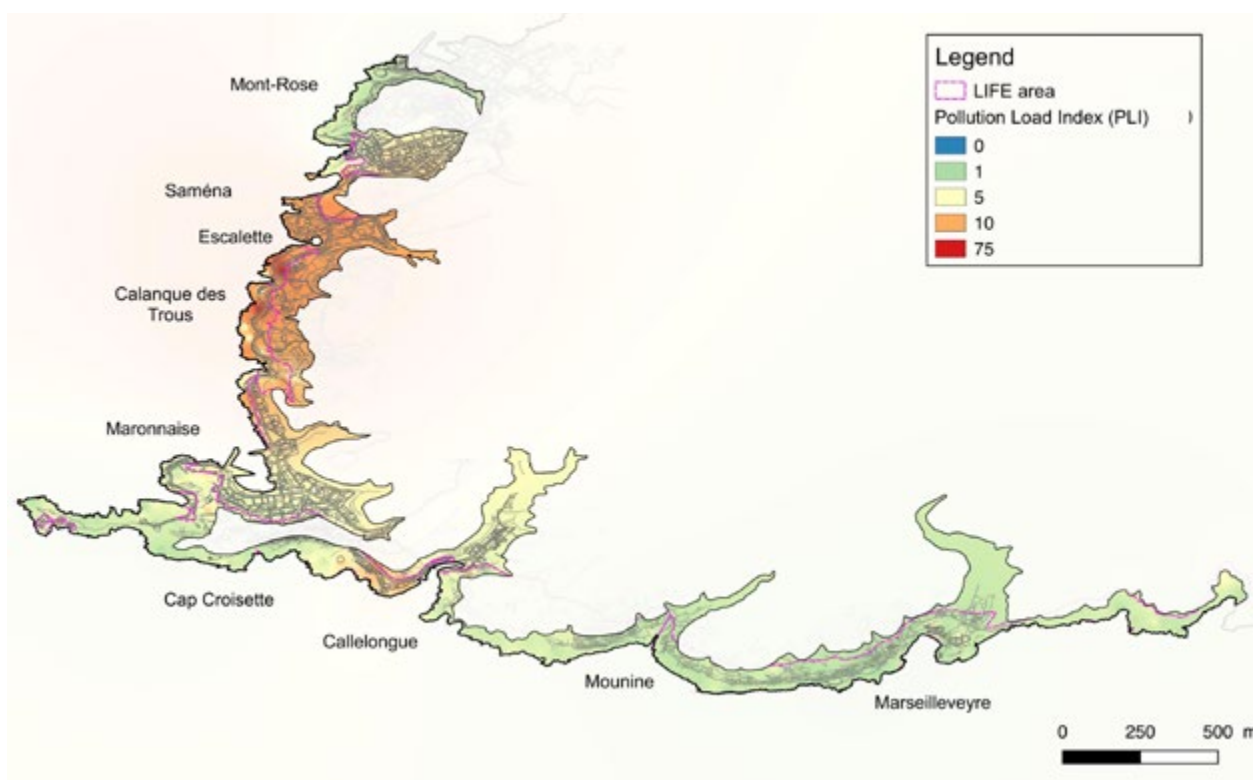 Legend
LIFE area
Pollution Load Index (PLI) )
0
1
5
10
75
Mont-Rose
Saména
Escalette
Calanque des
Trous
Maronnaise
Cap Croisette
Callelongue
Mounine
Marseilleveyre
0 250 500 m